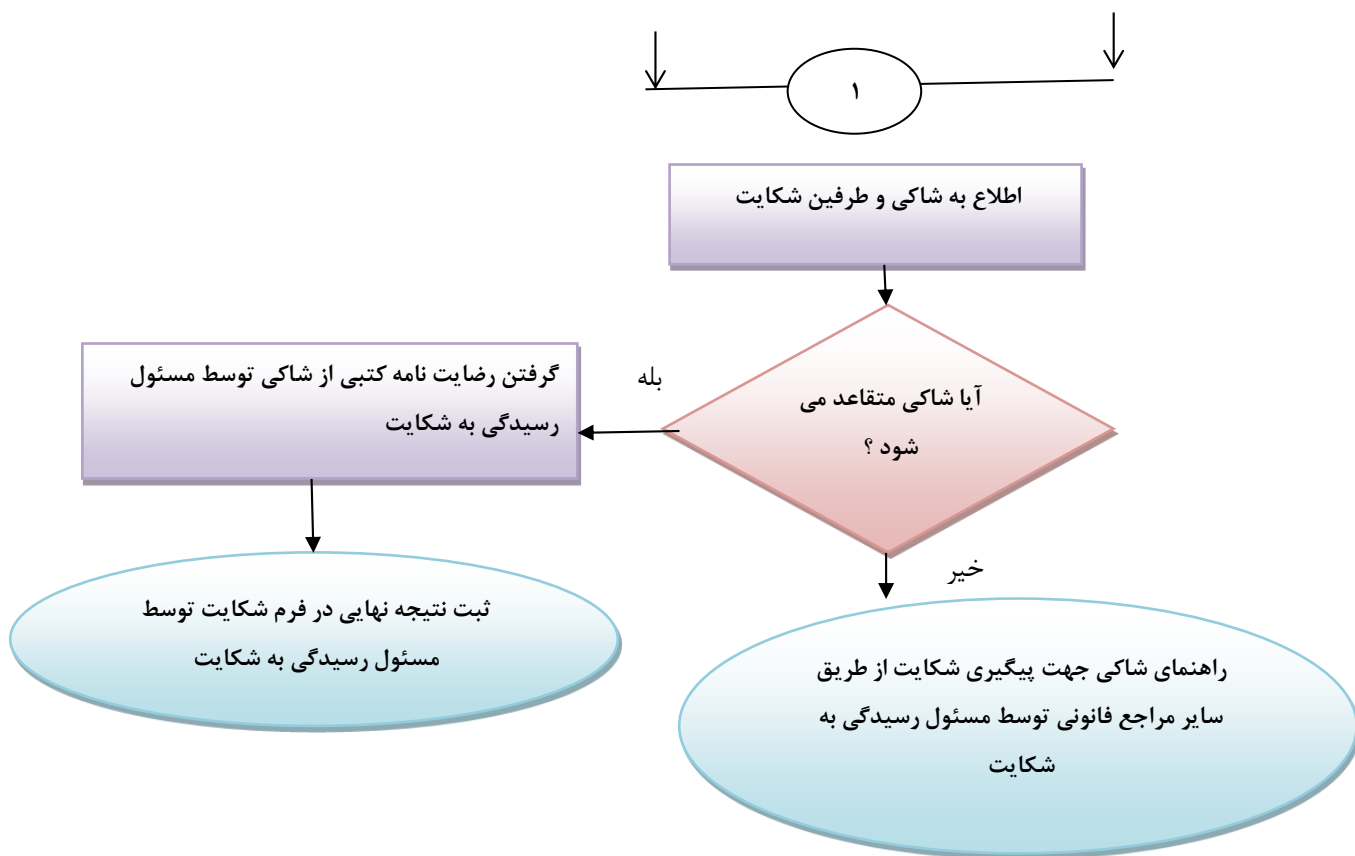 ۱
اطلاع به شاکی و طرفین شکایت
آیا شاکی متقاعد می
شود ؟
بله
گرفتن رضایت نامه کتبی از شاکی توسط مسئول
رسیدگی به شکایت
خیر
ثبت نتیجه نهایی در فرم شکایت توسط
مسئول رسیدگی به شکایت
راهنمای شاکی جهت پیگیری شکایت از طریق
سایر مراجع فانونی توسط مسئول رسیدگی به
شکایت